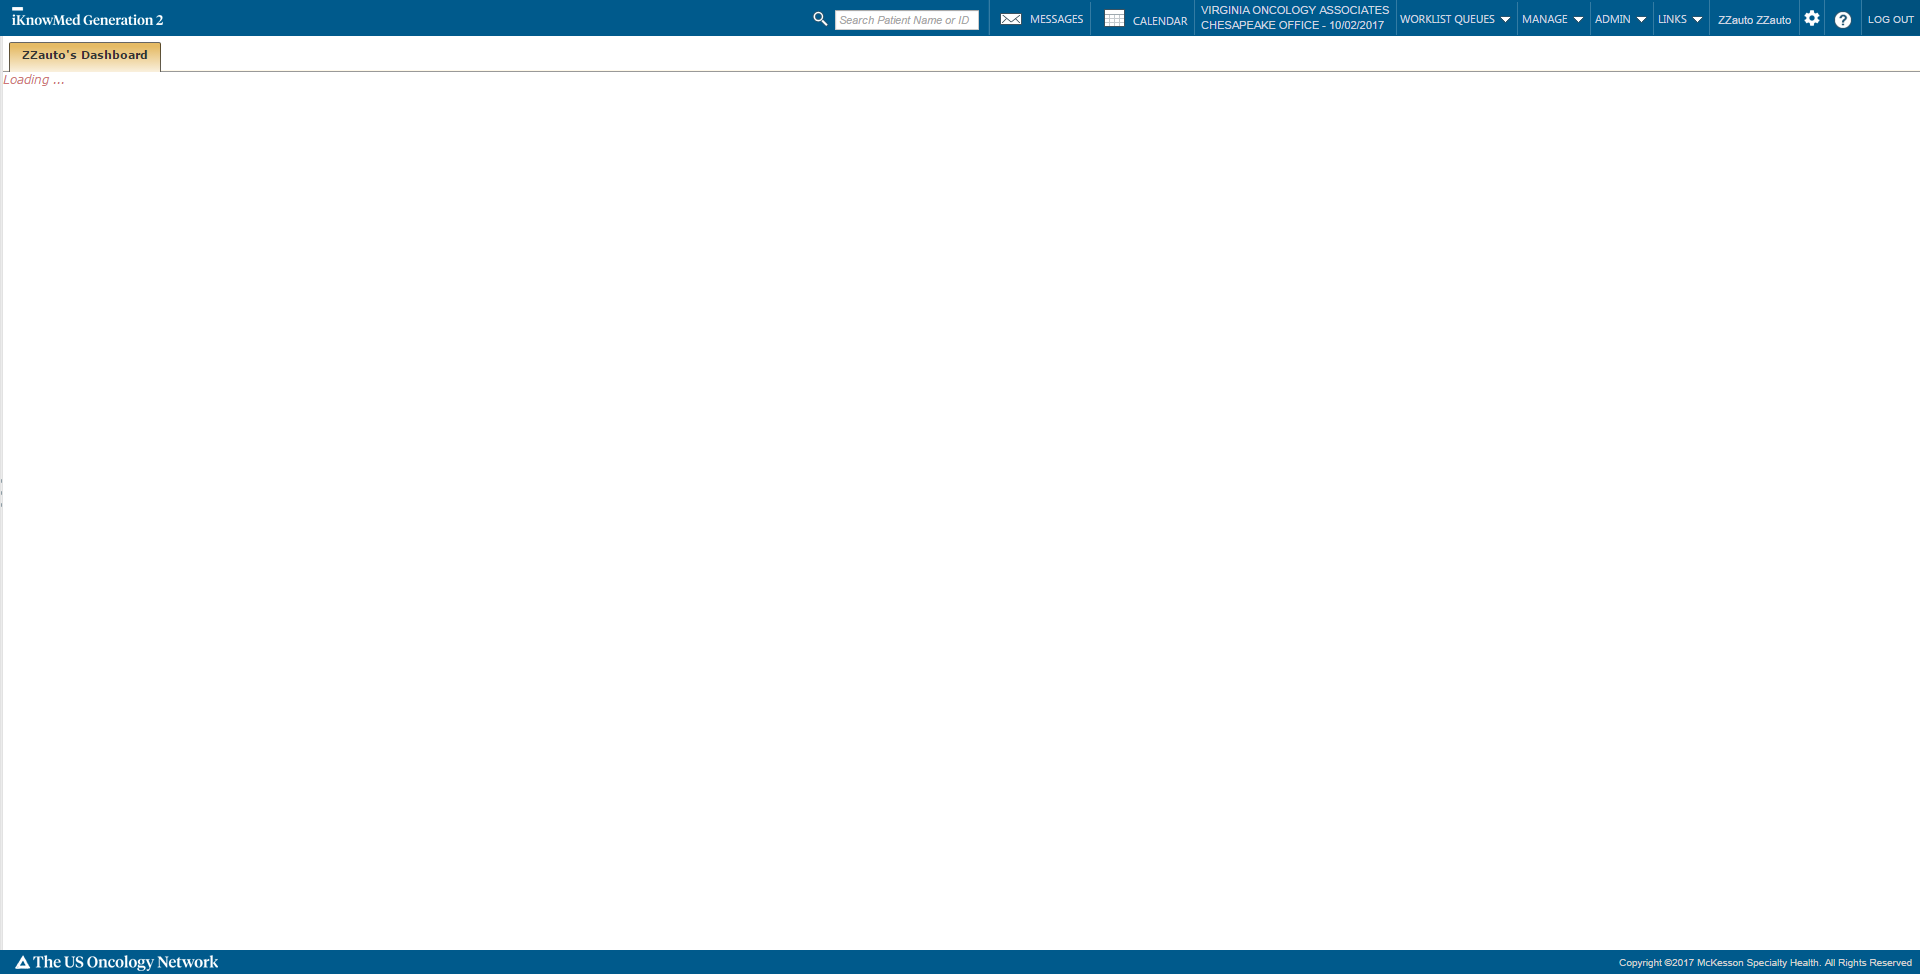 iKnowMed Generation 2
Search Patient Name or ID
MESSAGES
CALENDAR
VIRGINIA ONCOLOGY ASSOCIATES
CHESAPEAKE OFFICE - 10/02/2017
WORKLIST QUEUES
MANAGE
ADMIN
LINKS
ZZauto ZZauto
?
LOG OUT
ZZauto's Dashboard
Loading ...
The US Oncology Network
Copyright ©2017 McKesson Specialty Health. All Rights Reserved